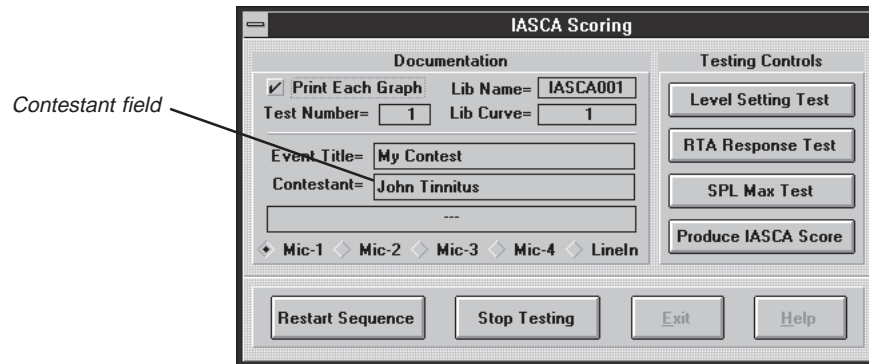 IASCA Scoring
Documentation
Print Each Graph Lib Name= IASCA001
Test Number= 1 Lib Curve= 1
Event Title= My Contest
Contestant= John Tinnitus
---
Mic-1 Mic-2 Mic-3 Mic-4 LineIn
Testing Controls
Level Setting Test
RTA Response Test
SPL Max Test
Produce IASCA Score
Restart Sequence Stop Testing Exit Help
Contestant field